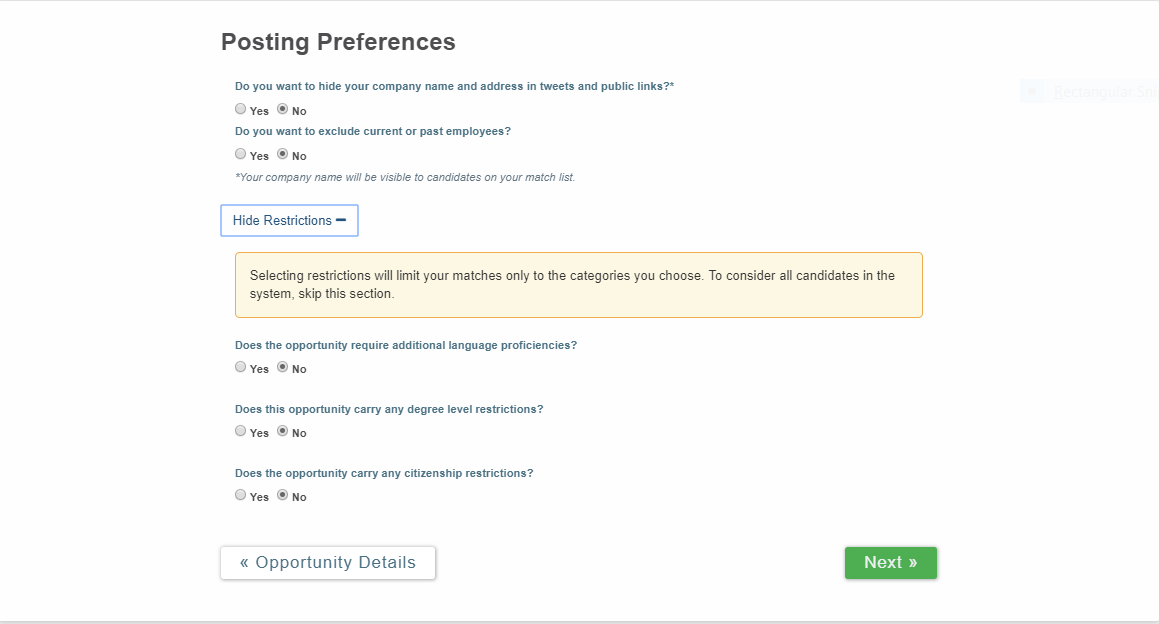 Posting Preferences
Do you want to hide your company name and address in tweets and public links?*
Yes No
Do you want to exclude current or past employees?
Yes No
*Your company name will be visible to candidates on your match list.
Hide Restrictions
Selecting restrictions will limit your matches only to the categories you choose. To consider all candidates in the
system, skip this section.
Does the opportunity require additional language proficiencies?
Yes No
Does this opportunity carry any degree level restrictions?
Yes No
Does the opportunity carry any citizenship restrictions?
Yes No
« Opportunity Details
Next »
Rectangular Sni